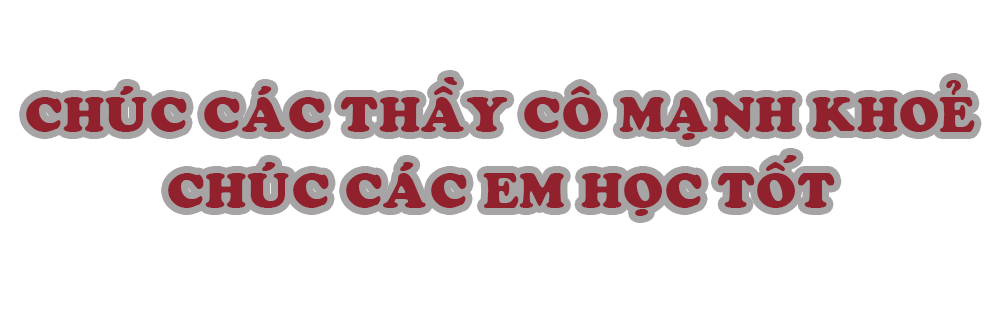 CHÚC CÁC THẦY CÔ MẠNH KHOẺ
CHÚC CÁC EM HỌC TỐT